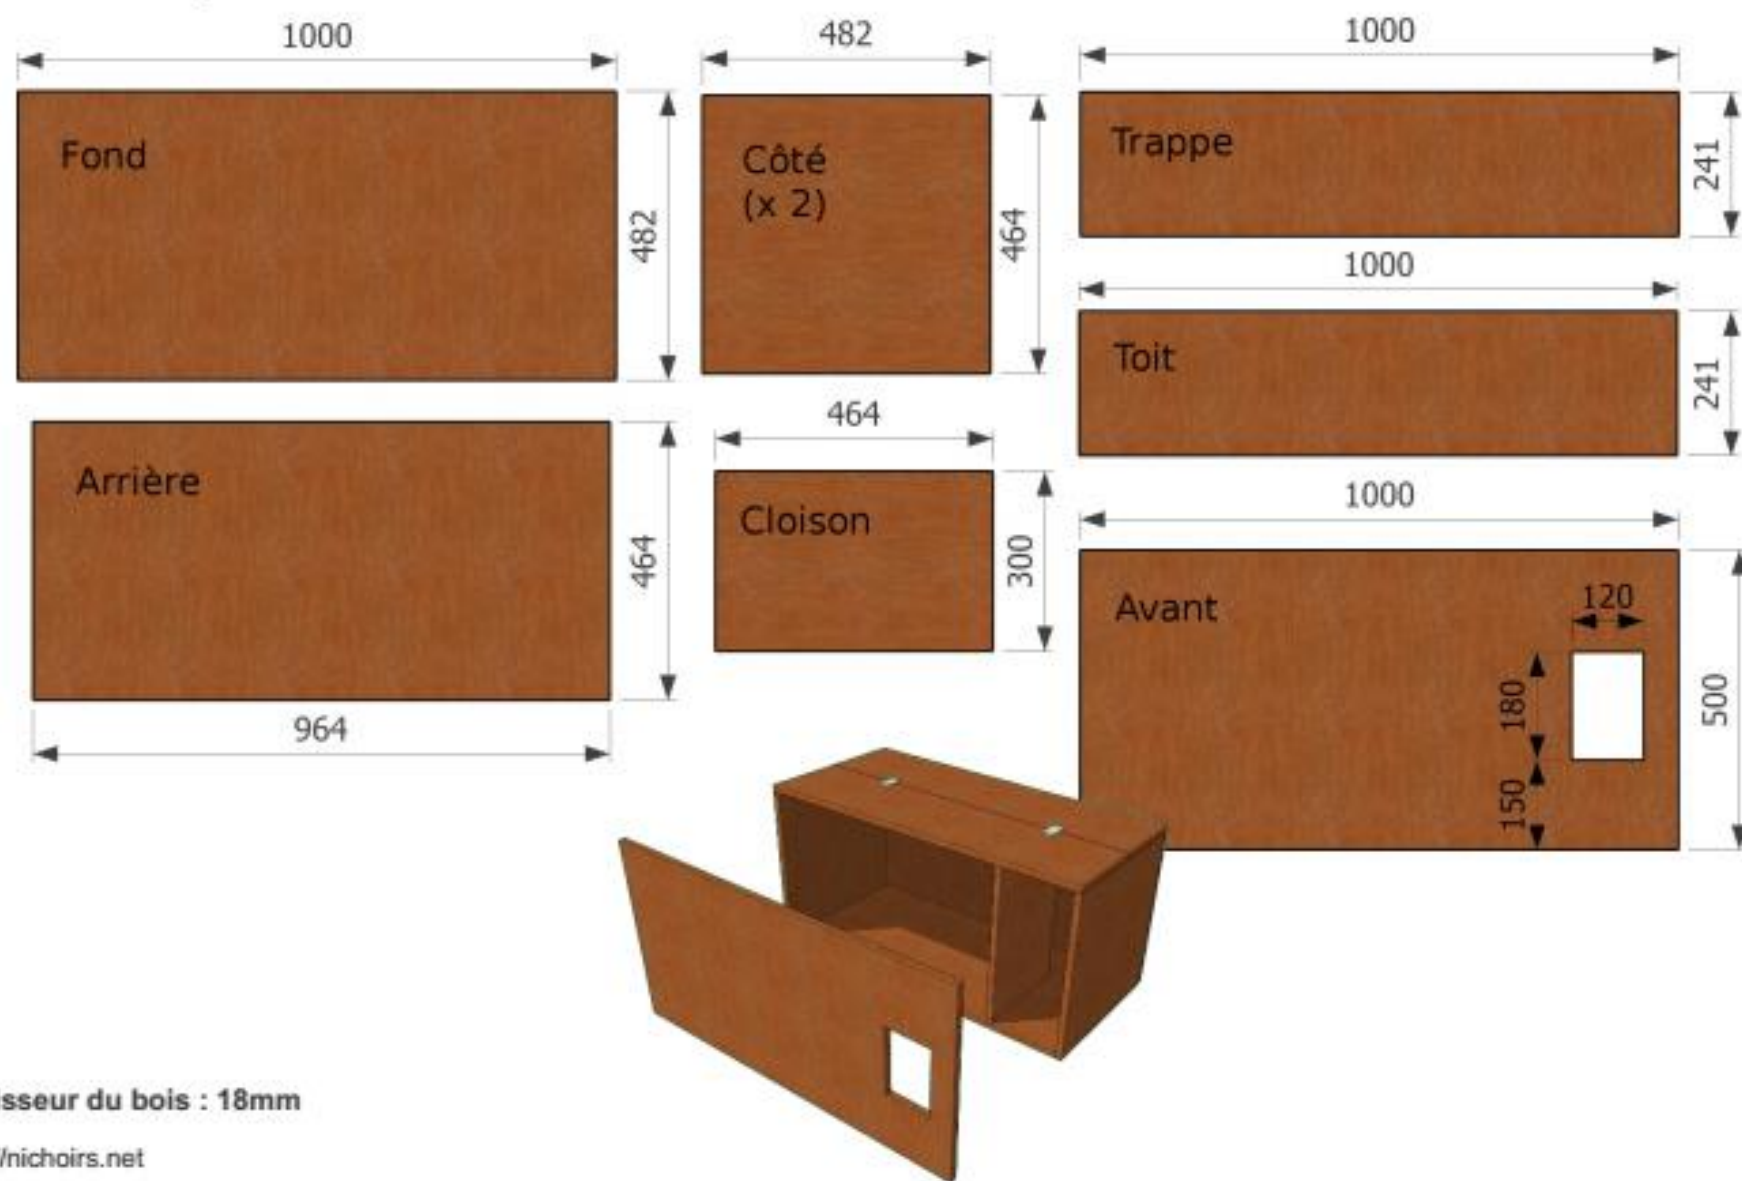 1000
482
1000
Fond
482
Côté
(x 2)
464
Trappe
241
1000
Toit
241
Arrière
464
964
464
Cloison
300
1000
Avant
120
180
150
500
isseur du bois : 18mm
/nichoirs.net